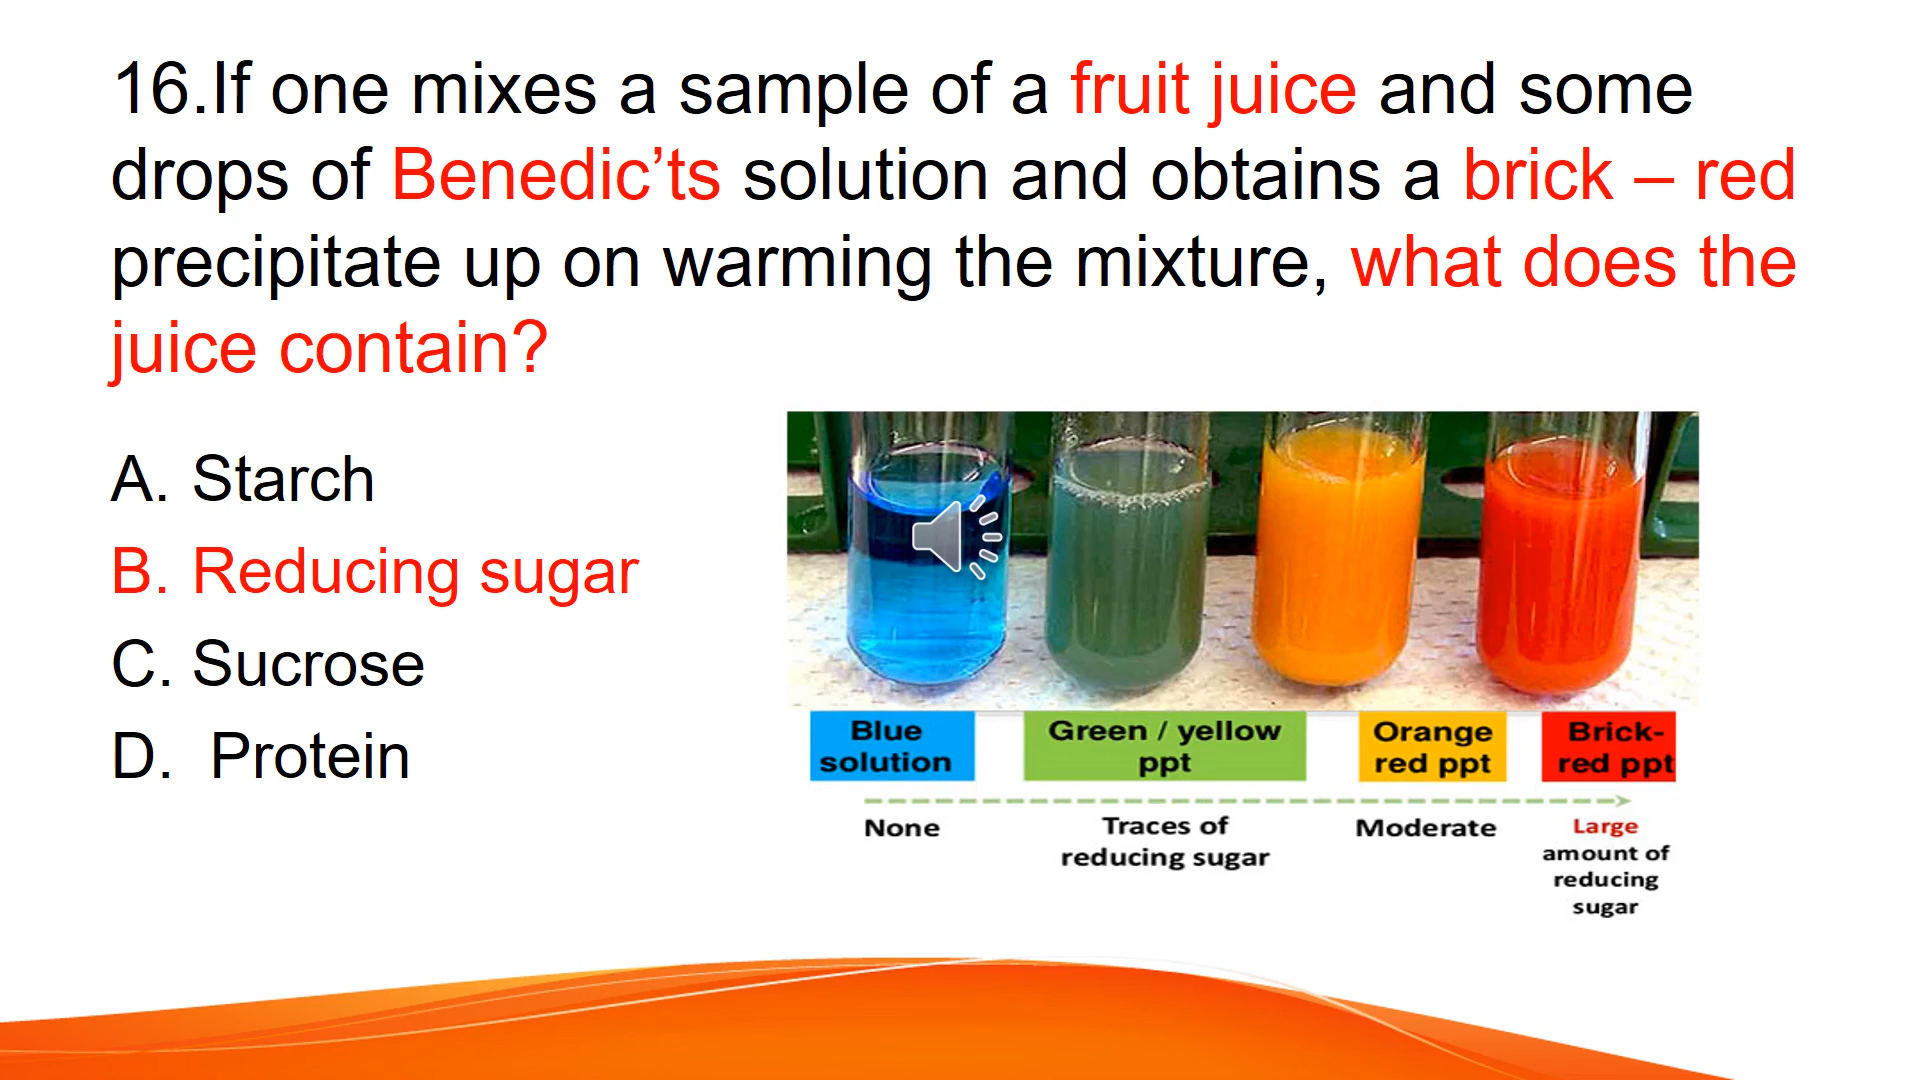 16.If one mixes a sample of a fruit juice and some
drops of Benedic’ts solution and obtains a brick – red
precipitate up on warming the mixture, what does the
juice contain?
A. Starch
B. Reducing sugar
C. Sucrose
D. Protein
Blue
solution
Green / yellow
ppt
Orange
red ppt
Brick-
red ppt
None
Traces of
reducing sugar
Moderate
Large
amount of
reducing
sugar